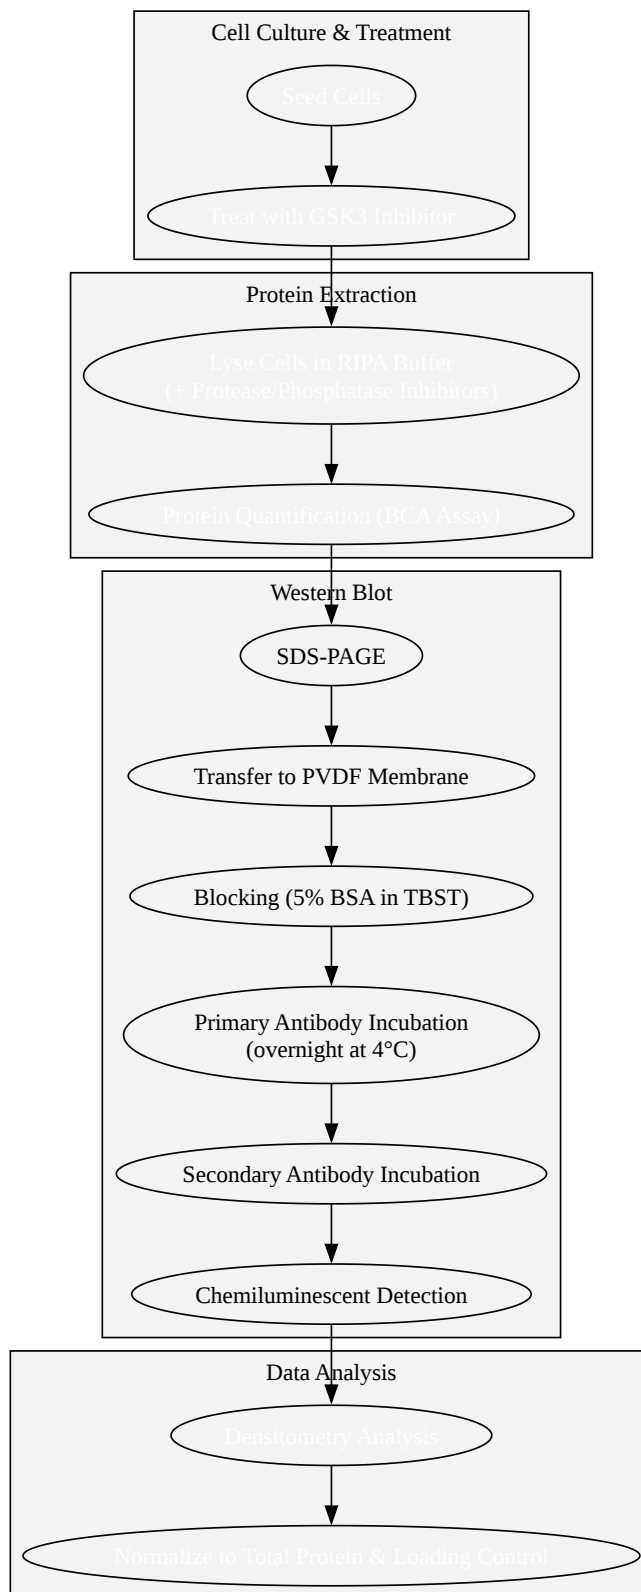 Cell Culture & Treatment
Seed Cells
Treat with GSK3 Inhibitor
Protein Extraction
Lyse Cells in RIPA Buffer
(+ Protease/Phosphatase Inhibitors)
Protein Quantification (BCA Assay)
Western Blot
SDS-PAGE
Transfer to PVDF Membrane
Blocking (5% BSA in TBST)
Primary Antibody Incubation
(overnight at 4°C)
Secondary Antibody Incubation
Chemiluminescent Detection
Data Analysis
Densitometry Analysis
Normalize to Total Protein & Loading Control